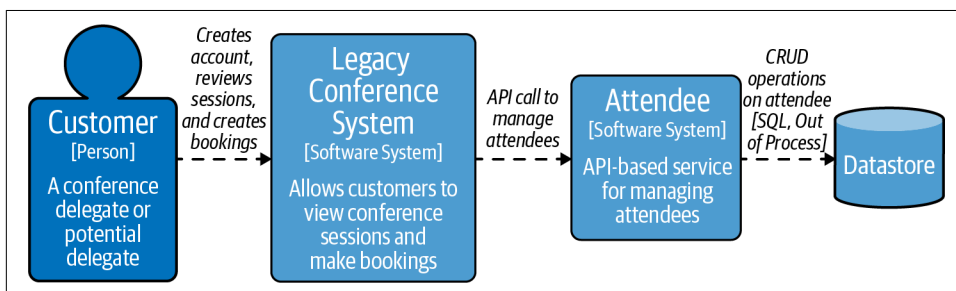 Customer
[Person]
A conference
delegate or
potential
delegate
Creates
account,
reviews
sessions,
and creates
bookings
Legacy
Conference
System
[Software System]
Allows customers to
view conference
sessions and
make bookings
API call to
manage
attendees
Attendee
[Software System]
API-based service
for managing
attendees
CRUD
operations
on attendee
[SQL, Out
of Process]
Datastore